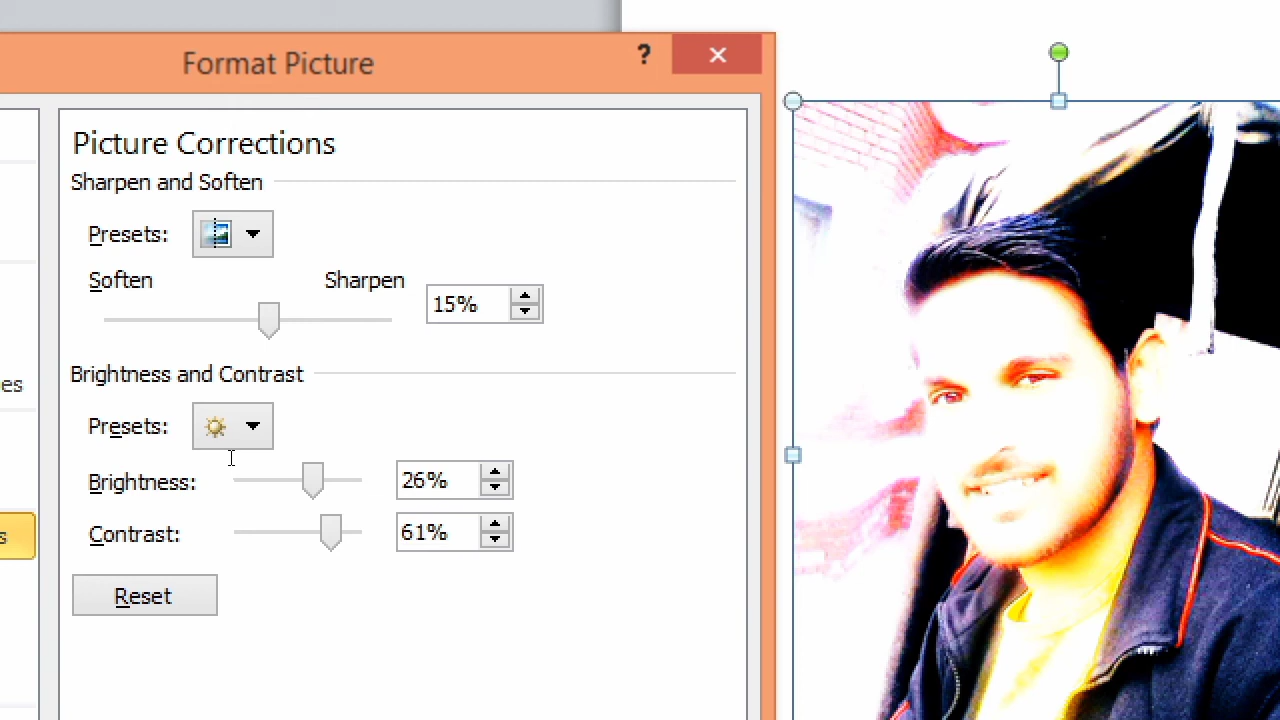 Format Picture
?
Picture Corrections
Sharpen and Soften
Presets:
Soften Sharpen
15%
es
Brightness and Contrast
Presets:
Brightness: 26%
s
Contrast: 61%
Reset